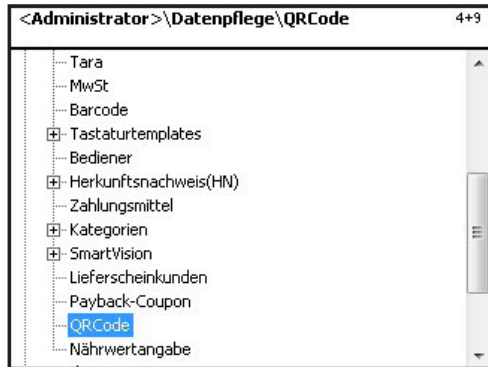 <Administrator>\Datenpflege\QRCode 4+9
Tara
MwSt
Barcode
Tastaturtemplates
Bediener
Herkunftsnachweis(HN)
Zahlungsmittel
Kategorien
SmartVision
Lieferscheinkunden
Payback-Coupon
QRCode
Nährwertangabe